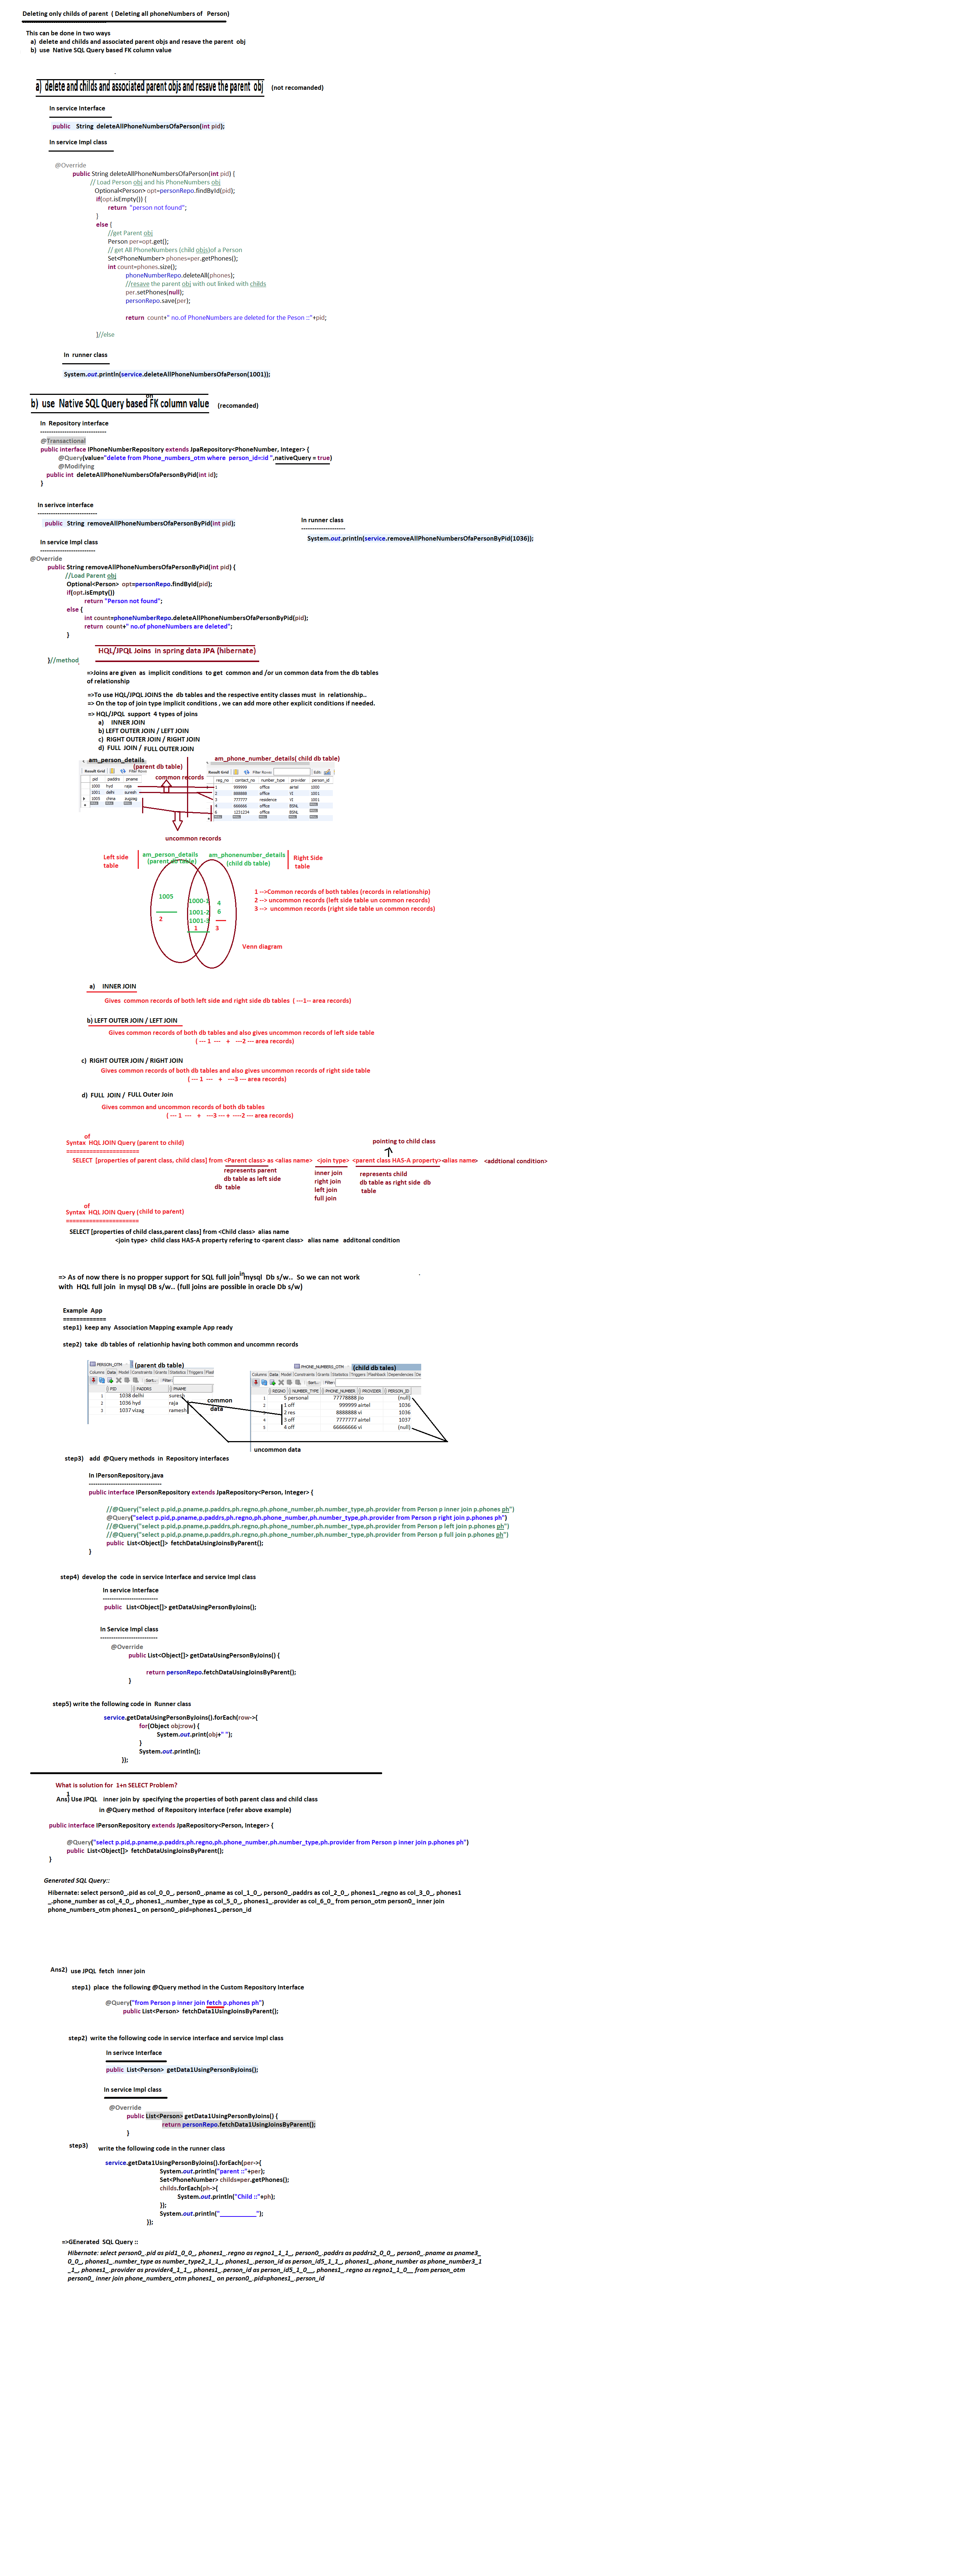 Deleting only childs of parent ( Deleting all phoneNumbers of Person)
This can be done in two ways
a) delete and childs and associated parent objs and resave the parent obj
b) use Native SQL Query based FK column value
a) delete and childs and associated parent objs and resave the parent obj (not recomanded)
In service Interface
public String deleteAllPhoneNumbersOfaPerson(int pid);
In service Impl class
@Override
public String deleteAllPhoneNumbersOfaPerson(int pid) {
// Load Person obj and his PhoneNumbers obj
Optional<Person> opt=personRepo.findById(pid);
if(opt.isEmpty()) {
return "person not found";
}
else {
//get Parent obj
Person per=opt.get();
// get All PhoneNumbers (child objs)of a Person
Set<PhoneNumber> phones=per.getPhones();
int count=phones.size();
phoneNumberRepo.deleteAll(phones);
//resave the parent obj with out linked with childs
per.setPhones(null);
personRepo.save(per);
return count+" no.of PhoneNumbers are deleted for the Peson ::"+pid;
}//else
In runner class
System.out.println(service.deleteAllPhoneNumbersOfaPerson(1001));
on
b) use Native SQL Query based FK column value (recomanded)
In Repository interface
-----------------------------
@Transactional
public interface IPhoneNumberRepository extends JpaRepository<PhoneNumber, Integer> {
@Query(value="delete from Phone_numbers_otm where person_id=:id ",nativeQuery = true)
@Modifying
public int deleteAllPhoneNumbersOfaPersonByPid(int id);
}
In serivce interface
--------------------------
public String removeAllPhoneNumbersOfaPersonByPid(int pid);
In runner class
-------------------
System.out.println(service.removeAllPhoneNumbersOfaPersonByPid(1036));
In service Impl class
------------------------
@Override
public String removeAllPhoneNumbersOfaPersonByPid(int pid) {
//Load Parent obj
Optional<Person> opt=personRepo.findById(pid);
if(opt.isEmpty())
return "Person not found";
else {
int count=phoneNumberRepo.deleteAllPhoneNumbersOfaPersonByPid(pid);
return count+" no.of phoneNumbers are deleted";
}
}//method
HQL/JPQL Joins in spring data JPA (hibernate)
=>Joins are given as implicit conditions to get common and /or un common data from the db tables
of relationship
=>To use HQL/JPQL JOINS the db tables and the respective entity classes must in relationship..
=> On the top of join type implicit conditions , we can add more other explicit conditions if needed.
=> HQL/JPQL support 4 types of joins
a) INNER JOIN
b) LEFT OUTER JOIN / LEFT JOIN
c) RIGHT OUTER JOIN / RIGHT JOIN
d) FULL JOIN / FULL OUTER JOIN
am_person_details
(parent db table)
am_phone_number_details( child db table)
Result Grid Filter Rows
Result Grid Filter Rows: Edit:
pid paddrs pname
1000 hyd raja
1001 delhi suresh
1005 china
common records
reg_no contact_no number_type provider person_id
1 999999 office airtel 1000
2 888888 office VI 1001
3 777777 residence VI 1001
4 666666 office BSNL
6 1231234 office BSNL
uncommon records
Left side
table
am_person_details
(parent db table)
am_phonenumber_details
(child db table)
Right Side
table
1005
2
1000-1
1001-2
1001-3
1
4
6
3
1 -->Common records of both tables (records in relationship)
2 --> uncommon records (left side table un common records)
3 --> uncommon records (right side table un common records)
Venn diagram
a) INNER JOIN
Gives common records of both left side and right side db tables ( ---1-- area records)
b) LEFT OUTER JOIN / LEFT JOIN
Gives common records of both db tables and also gives uncommon records of left side table
( --- 1 --- + ---2 --- area records)
c) RIGHT OUTER JOIN / RIGHT JOIN
Gives common records of both db tables and also gives uncommon records of right side table
( --- 1 --- + ---3 --- area records)
d) FULL JOIN / FULL Outer Join
Gives common and uncommon records of both db tables
( --- 1 --- + ---3 --- + ----2 --- area records)
of
Syntax HQL JOIN Query (parent to child)
======================
pointing to child class
SELECT [properties of parent class, child class] from <Parent class> as <alias name> <join type> <parent class HAS-A property><alias name> <addtional condition>
represents parent
db table as left side
db table
inner join
right join
left join
full join
represents child
db table as right side db
table
of
Syntax HQL JOIN Query ( child to parent)
======================
SELECT [properties of child class,parent class] from <Child class> alias name
<join type> child class HAS-A property refering to <parent class> alias name additonal condition
=> As of now there is no propper support for SQL full join in mysql Db s/w.. So we can not work
with HQL full join in mysql DB s/w.. (full joins are possible in oracle Db s/w)
Example App
=============
step1) keep any Association Mapping example App ready
step2) take db tables of relationhip having both common and uncommn records
PERSON_OTM (parent db table)
Columns Data Model Constraints Grants Statistics Triggers
Sort.. Filter:
PID PADDRS PNAME
1 1038 delhi suresh
2 1036 hyd raja
3 1037 vizag ramesh
common
data
PHONE_NUMBERS_OTM (child db tales)
Columns Data Model Constraints Grants Statistics Triggers Flashback Dependencies
Sort.. Filter:
REGNO NUMBER_TYPE PHONE_NUMBER PROVIDER PERSON_ID
1 5 personal 77778888 jio (null)
2 1 off 999999 airtel 1036
3 2 res 8888888 vi 1036
4 3 off 7777777 airtel 1037
5 4 off 66666666 vi (null)
uncommon data
step3) add @Query methods in Repository interfaces
In IPersonRepository.java
--------------------------------
public interface IPersonRepository extends JpaRepository<Person, Integer> {
//@Query("select p.pid,p.pname,p.paddrs,ph.regno,ph.phone_number,ph.number_type,ph.provider from Person p inner join p.phones ph")
@Query("select p.pid,p.pname,p.paddrs,ph.regno,ph.phone_number,ph.number_type,ph.provider from Person p right join p.phones ph")
//@Query("select p.pid,p.pname,p.paddrs,ph.regno,ph.phone_number,ph.number_type,ph.provider from Person p left join p.phones ph")
//@Query("select p.pid,p.pname,p.paddrs,ph.regno,ph.phone_number,ph.number_type,ph.provider from Person p full join p.phones ph")
public List<Object[]> fetchDataUsingJoinsByParent();
}
step4) develop the code in service Interface and service Impl class
In service Interface
------------------------
public List<Object[]> getDataUsingPersonByJoins();
In Service Impl class
-------------------------
@Override
public List<Object[]> getDataUsingPersonByJoins() {
return personRepo.fetchDataUsingJoinsByParent();
}
step5) write the following code in Runner class
service.getDataUsingPersonByJoins().forEach(row->{
for(Object obj:row) {
System.out.print(obj+" ");
}
System.out.println();
});
What is solution for 1+n SELECT Problem?
1
Ans) Use JPQL inner join by specifying the properties of both parent class and child class
in @Query method of Repository interface (refer above example)
public interface IPersonRepository extends JpaRepository<Person, Integer> {
@Query("select p.pid,p.pname,p.paddrs,ph.regno,ph.phone_number,ph.number_type,ph.provider from Person p inner join p.phones ph")
public List<Object[]> fetchDataUsingJoinsByParent();
}
Generated SQL Query::
Hibernate: select person0_.pid as col_0_0_, person0_.pname as col_1_0_, person0_.paddrs as col_2_0_, phones1_.regno as col_3_0_, phones1
_.phone_number as col_4_0_, phones1_.number_type as col_5_0_, phones1_.provider as col_6_0_ from person_otm person0_ inner join
phone_numbers_otm phones1_ on person0_.pid=phones1_.person_id
Ans2) use JPQL fetch inner join
step1) place the following @Query method in the Custom Repository Interface
@Query("from Person p inner join fetch p.phones ph")
public List<Person> fetchData1UsingJoinsByParent();
step2) write the following code in service interface and service Impl class
In serivce Interface
public List<Person> getData1UsingPersonByJoins();
In service Impl class
@Override
public List<Person> getData1UsingPersonByJoins() {
return personRepo.fetchData1UsingJoinsByParent();
}
step3) write the following code in the runner class
service.getData1UsingPersonByJoins().forEach(per->{
System.out.println("parent ::"+per);
Set<PhoneNumber> childs=per.getPhones();
childs.forEach(ph->{
System.out.println("Child ::"+ph);
});
System.out.println("____________");
});
=>GEnerated SQL Query ::
Hibernate: select person0_.pid as pid1_0_0_, phones1_.regno as regno1_1_1_, person0_.paddrs as paddrs2_0_0_, person0_.pname as pname3_
0_0_, phones1_.number_type as number_type2_1_1_, phones1_.person_id as person_id5_1_1_, phones1_.phone_number as phone_number3_1
_1_, phones1_.provider as provider4_1_1_, phones1_.person_id as person_id5_1_0__, phones1_.regno as regno1_1_0__ from person_otm
person0_ inner join phone_numbers_otm phones1_ on person0_.pid=phones1_.person_id